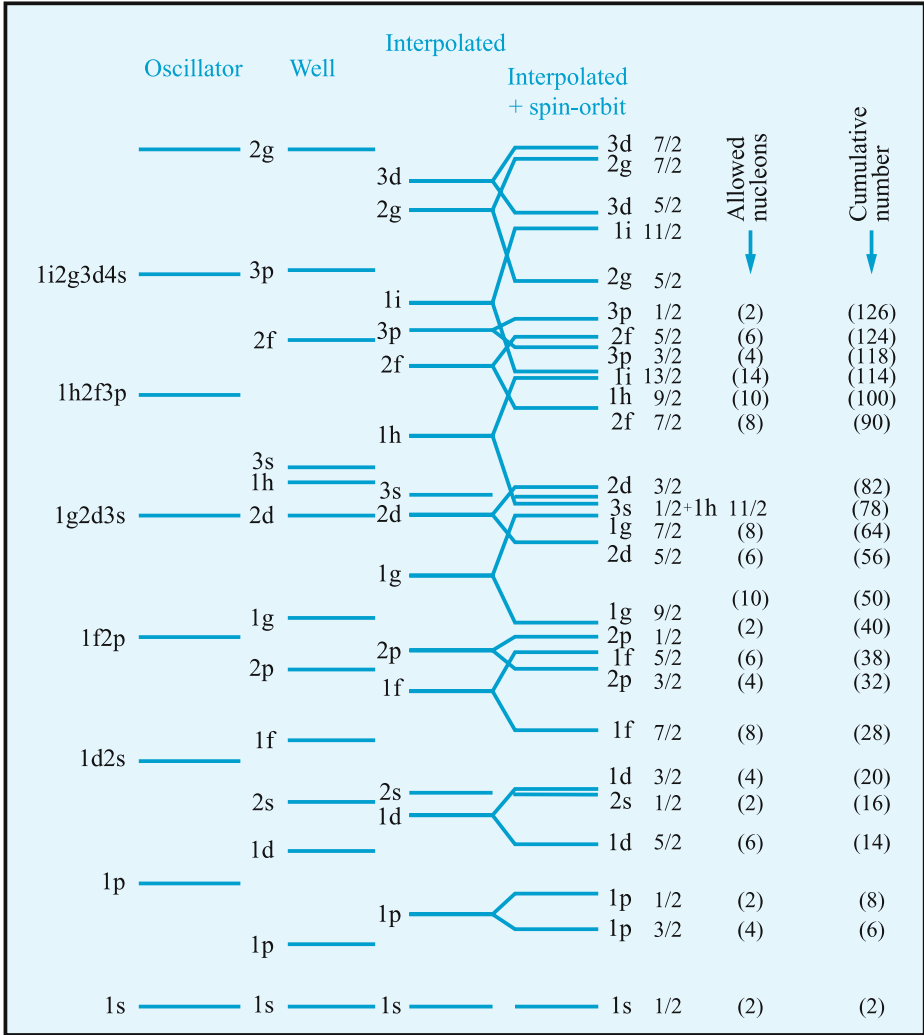 Interpolated
Oscillator Well
Interpolated
+ spin-orbit
Allowed
nucleons
Cumulative
number
2g 3d 7/2
2g 7/2
3d
2g 3d 5/2
1i 11/2
1i2g3d4s 3p 2g 5/2
1i
3p 1/2 (2) (126)
3p
2f 2f 5/2 (6) (124)
3p 3/2 (4) (118)
2f 1i 13/2 (14) (114)
1h2f3p 1h 9/2 (10) (100)
2f 7/2 (8) (90)
1h
3s
1h 3s 2d 3/2 (82)
1g2d3s 2d 2d 3s 1/2+1h 11/2 (78)
1g 7/2 (8) (64)
2d 5/2 (6) (56)
1g
(10) (50)
1g 1g 9/2
(2) (40)
1f2p 2p 1/2
2p 1f 5/2 (6) (38)
2p 2p 3/2 (4) (32)
1f
1f 1f 7/2 (8) (28)
1d2s
1d 3/2 (4) (20)
2s 2s 2s 1/2 (2) (16)
1d
1d 1d 5/2 (6) (14)
1p
1p 1/2 (2) (8)
1p
1p 3/2 (4) (6)
1p
1s 1s 1s 1s 1/2 (2) (2)